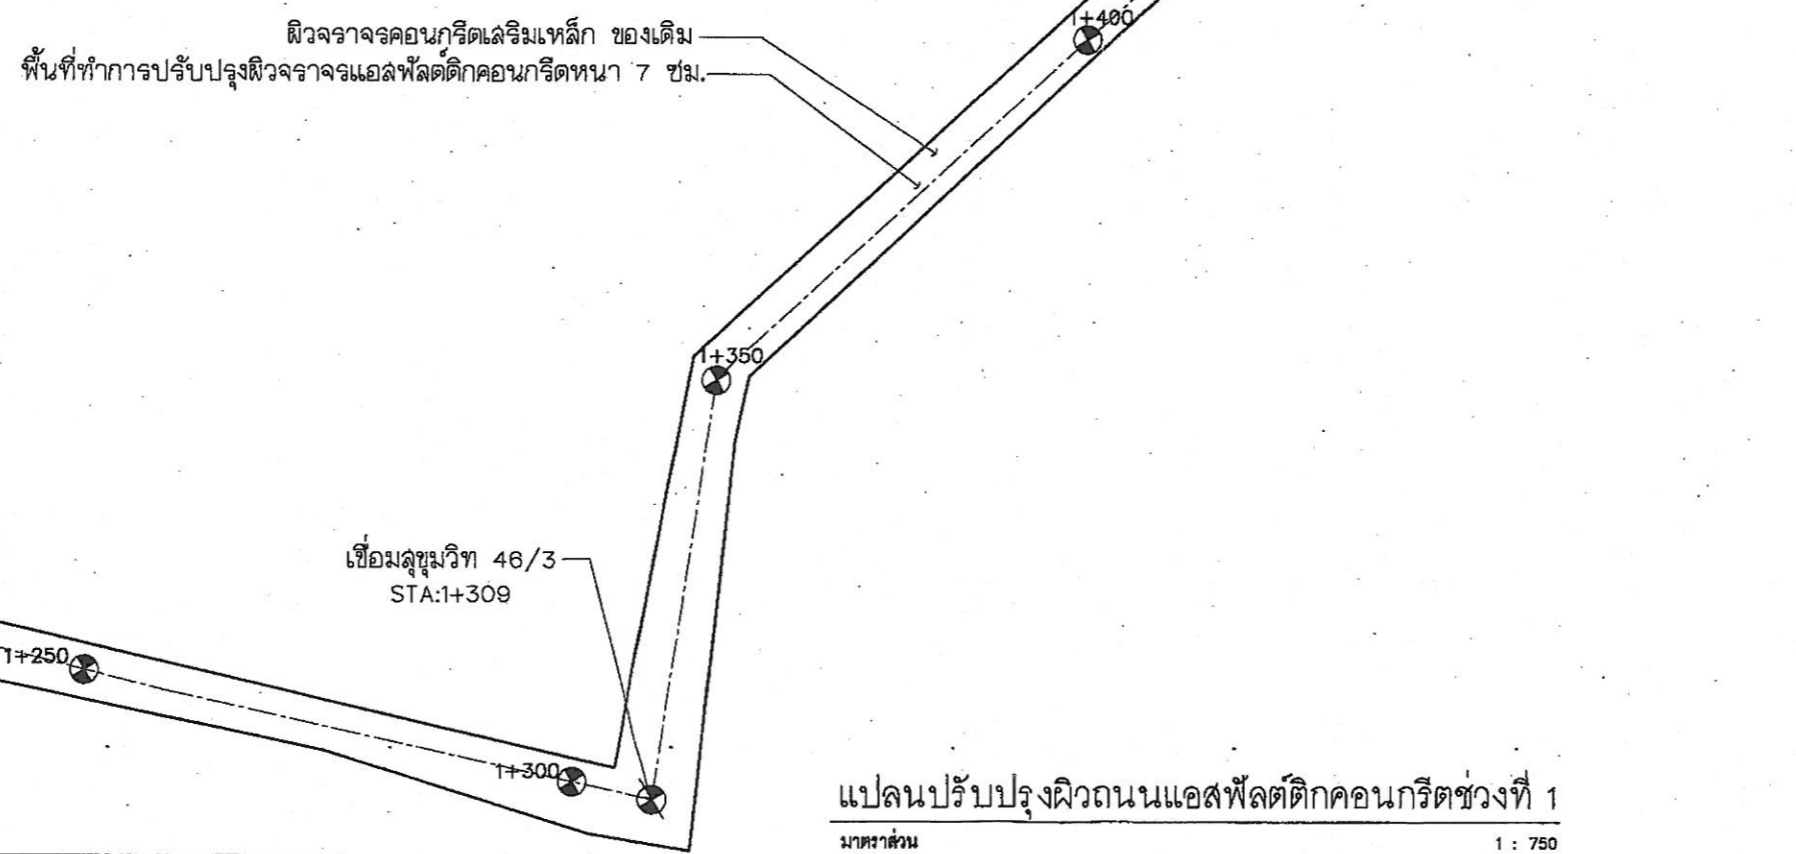 1+400
ผิวจราจรคอนกรีตเสริมเหล็ก ของเดิม
พื้นที่ทำการปรับปรุงผิวจราจรแอสฟัลต์ติกคอนกรีตหนา 7 ซม.
1+350
เชื่อมสุขุมวิท 46/3
STA:1+309
1+250
1+300
แปลนปรับปรุงผิวถนนแอสฟัลต์ติกคอนกรีตช่วงที่ 1
มาตราส่วน 1 : 750